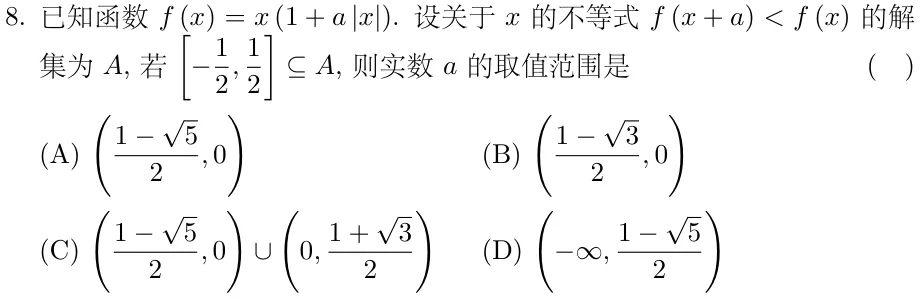 8. 已知函数 f (x) = x (1 + a |x|). 设关于 x 的不等式 f (x + a) < f (x) 的解
集为 A, 若 [−1/2, 1/2] ⊆ A, 则实数 a 的取值范围是 ( )
(A) ((1 − √5)/2, 0) (B) ((1 − √3)/2, 0)
(C) ((1 − √5)/2, 0) ∪ (0, (1 + √3)/2) (D) (−∞, (1 − √5)/2)